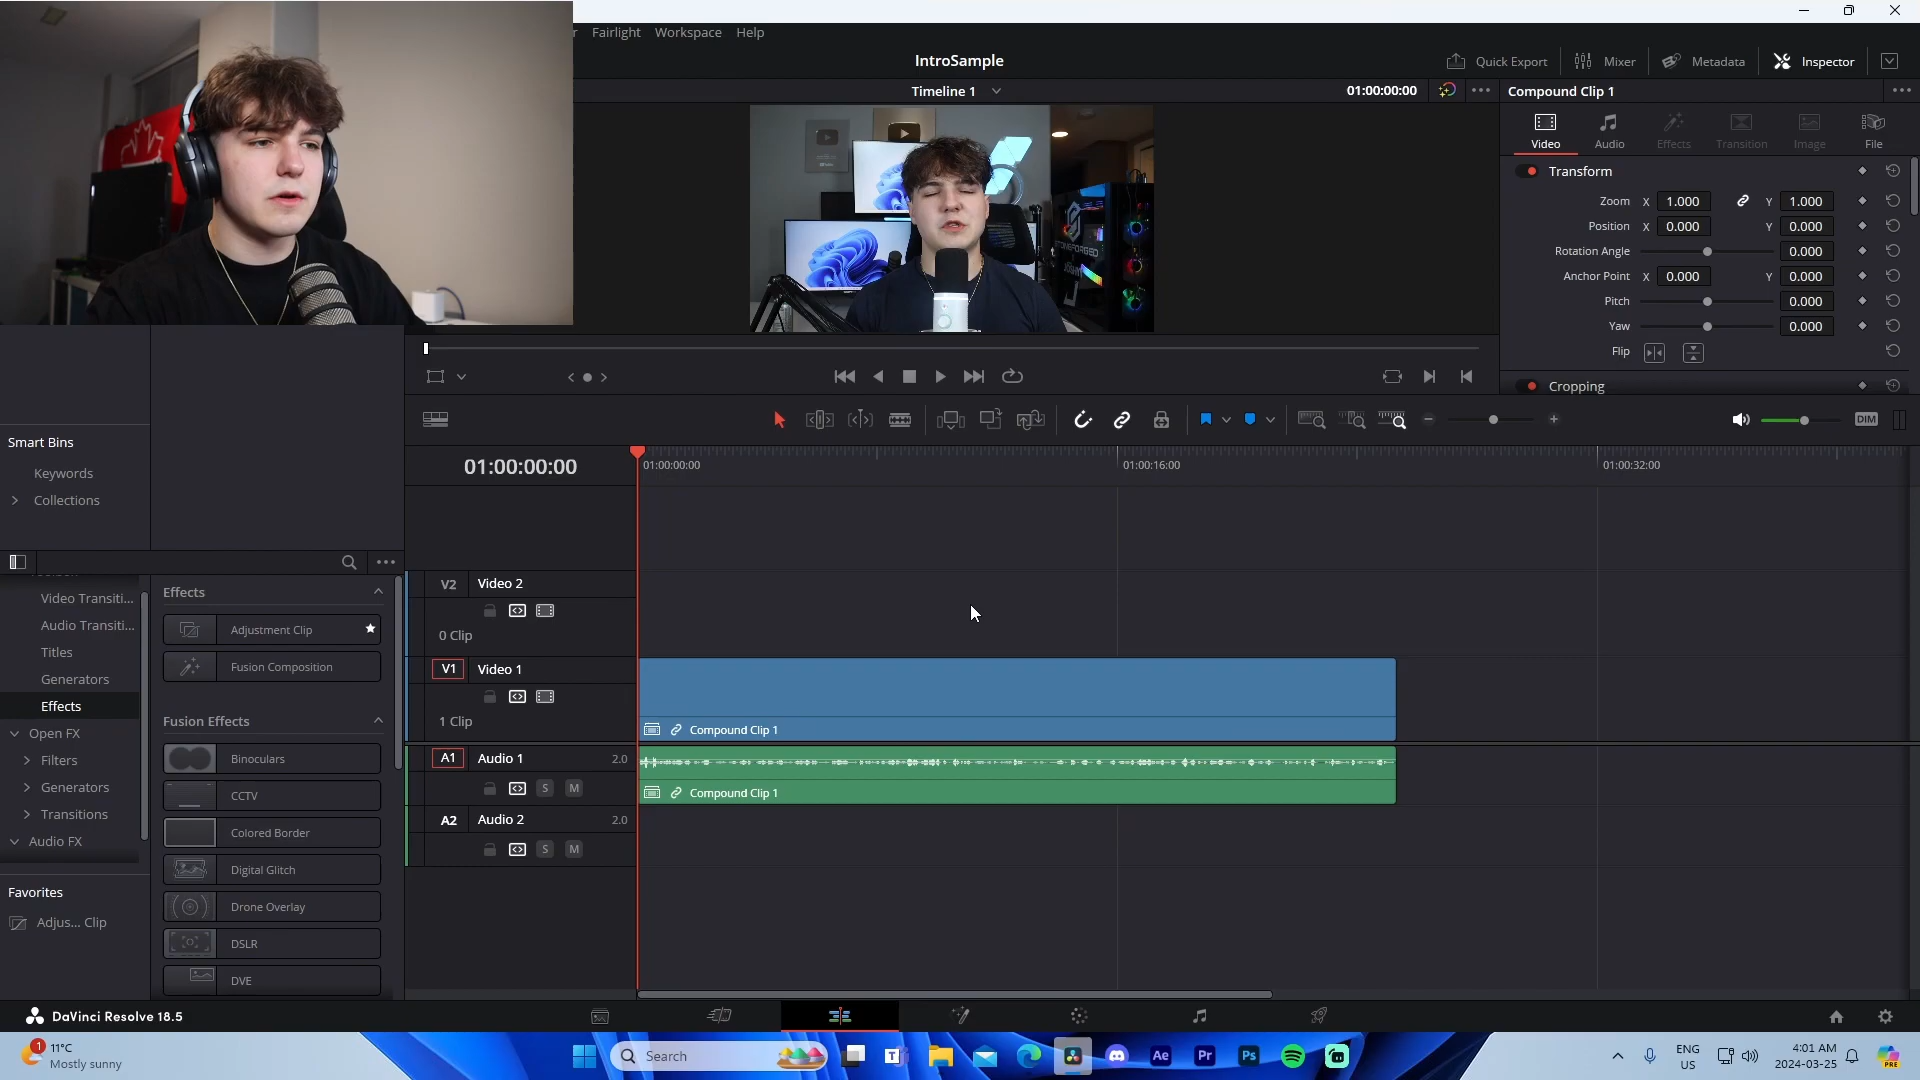 Fairlight Workspace Help
IntroSample
Quick Export Mixer Metadata Inspector
Timeline 1 01:00:00:00
Compound Clip 1
Video Audio Effects Transition Image File
Transform
Zoom X 1.000 Y 1.000
Position X 0.000 Y 0.000
Rotation Angle 0.000
Anchor Point X 0.000 Y 0.000
Pitch 0.000
Yaw 0.000
Flip
Cropping
DIM
Smart Bins
Keywords
Collections
01:00:00:00
01:00:00:00 01:00:16:00 01:00:32:00
Video Transiti...
Audio Transiti...
Titles
Generators
Effects
Open FX
Filters
Generators
Transitions
Audio FX
Favorites
Adjus... Clip
Effects
Adjustment Clip
Fusion Composition
Fusion Effects
Binoculars
CCTV
Colored Border
Digital Glitch
Drone Overlay
DSLR
DVE
V2 Video 2
0 Clip
V1 Video 1
1 Clip
Compound Clip 1
A1 Audio 1 2.0
S M
Compound Clip 1
A2 Audio 2 2.0
S M
DaVinci Resolve 18.5
1
11°C
Mostly sunny
Search
Ae Pr Ps
ENG
US
4:01 AM
2024-03-25
PRE